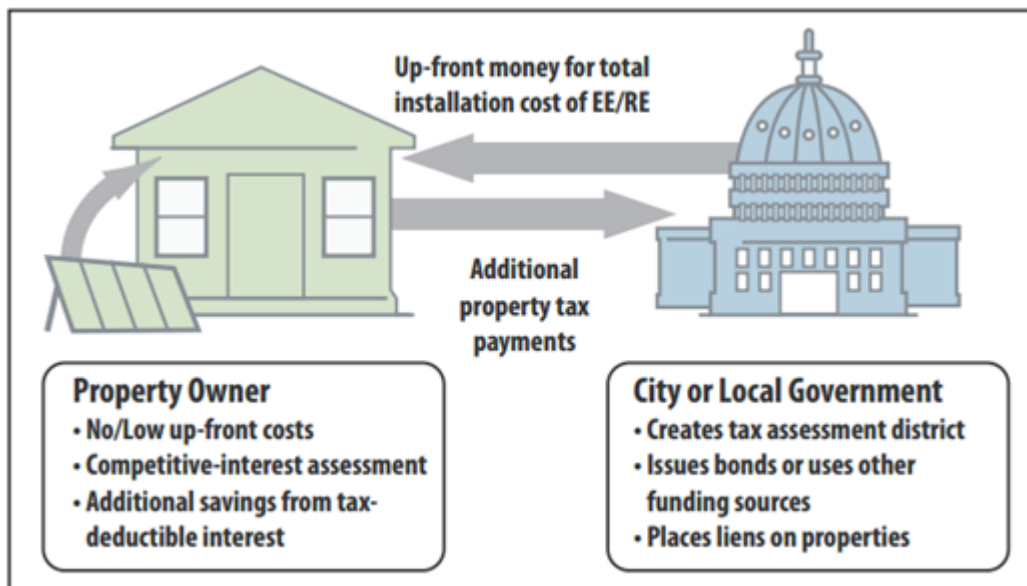 Up-front money for total
installation cost of EE/RE
Additional
property tax
payments
Property Owner
• No/Low up-front costs
• Competitive-interest assessment
• Additional savings from tax-
deductible interest
City or Local Government
• Creates tax assessment district
• Issues bonds or uses other
funding sources
• Places liens on properties